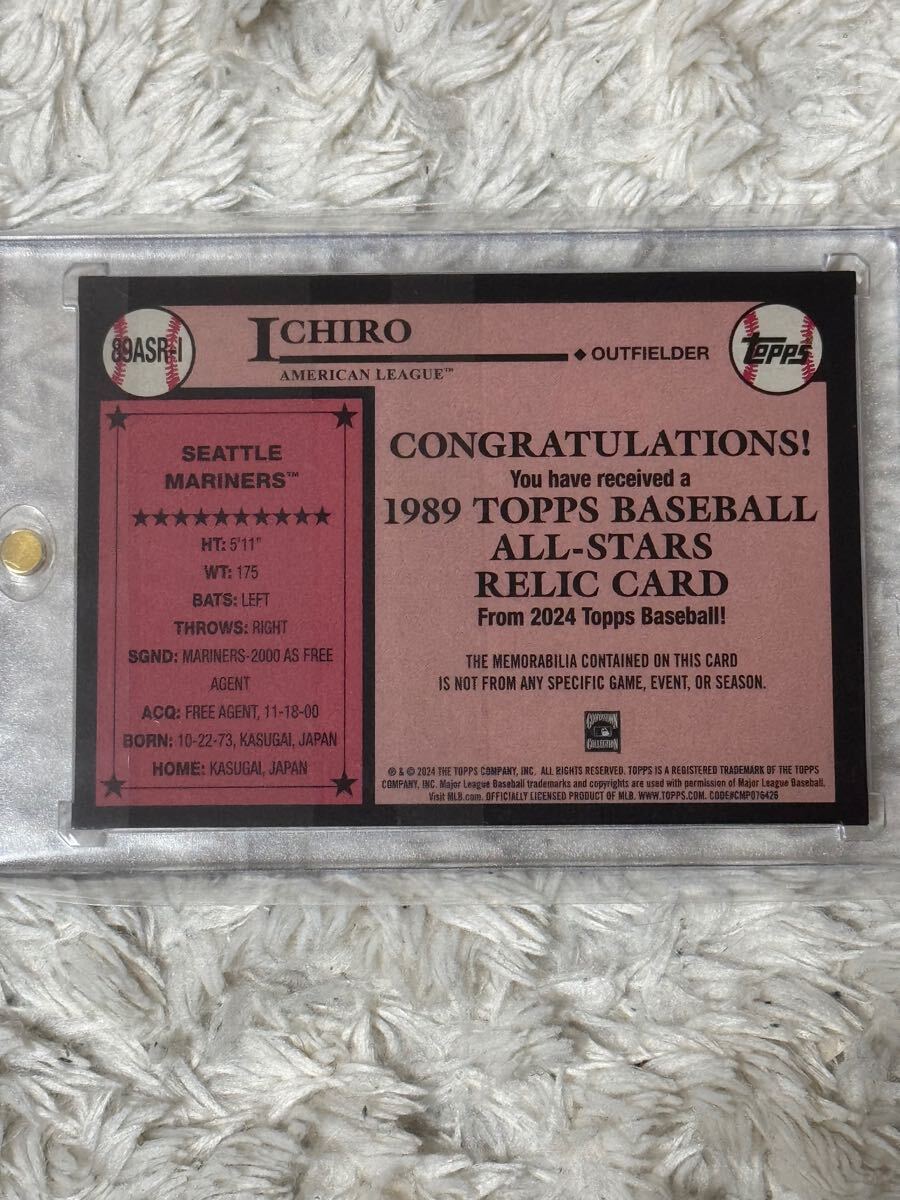 89ASR-I
ICHIRO
◆ OUTFIELDER
AMERICAN LEAGUE™
Topps
SEATTLE
MARINERS™
★★★★★★★★★★
HT: 5'11"
WT: 175
BATS: LEFT
THROWS: RIGHT
SGND: MARINERS-2000 AS FREE
AGENT
ACQ: FREE AGENT, 11-18-00
BORN: 10-22-73, KASUGAI, JAPAN
HOME: KASUGAI, JAPAN
CONGRATULATIONS!
You have received a
1989 TOPPS BASEBALL
ALL-STARS
RELIC CARD
From 2024 Topps Baseball!
THE MEMORABILIA CONTAINED ON THIS CARD
IS NOT FROM ANY SPECIFIC GAME, EVENT, OR SEASON.
COOPERSTOWN
COLLECTION
® & © 2024 THE TOPPS COMPANY, INC. ALL RIGHTS RESERVED. TOPPS IS A REGISTERED TRADEMARK OF THE TOPPS
COMPANY, INC. Major League Baseball trademarks and copyrights are used with permission of Major League Baseball.
Visit MLB.com. OFFICIALLY LICENSED PRODUCT OF MLB. WWW.TOPPS.COM. CODE#CMP076426